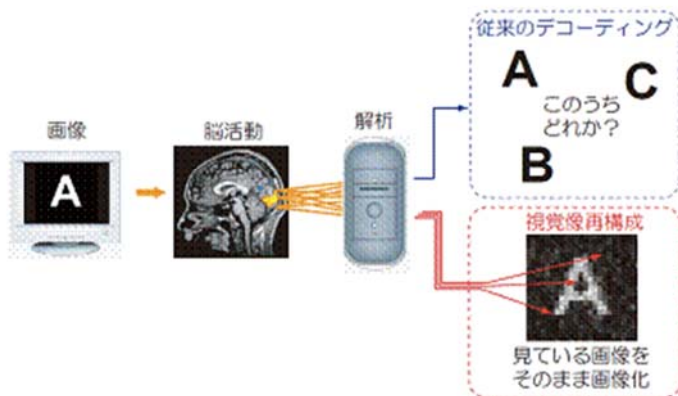 従来のデコーディング
A
C
このうち
どれか?
B
画像
脳活動
解析
A
視覚像再構成
A
見ている画像を
そのまま画像化